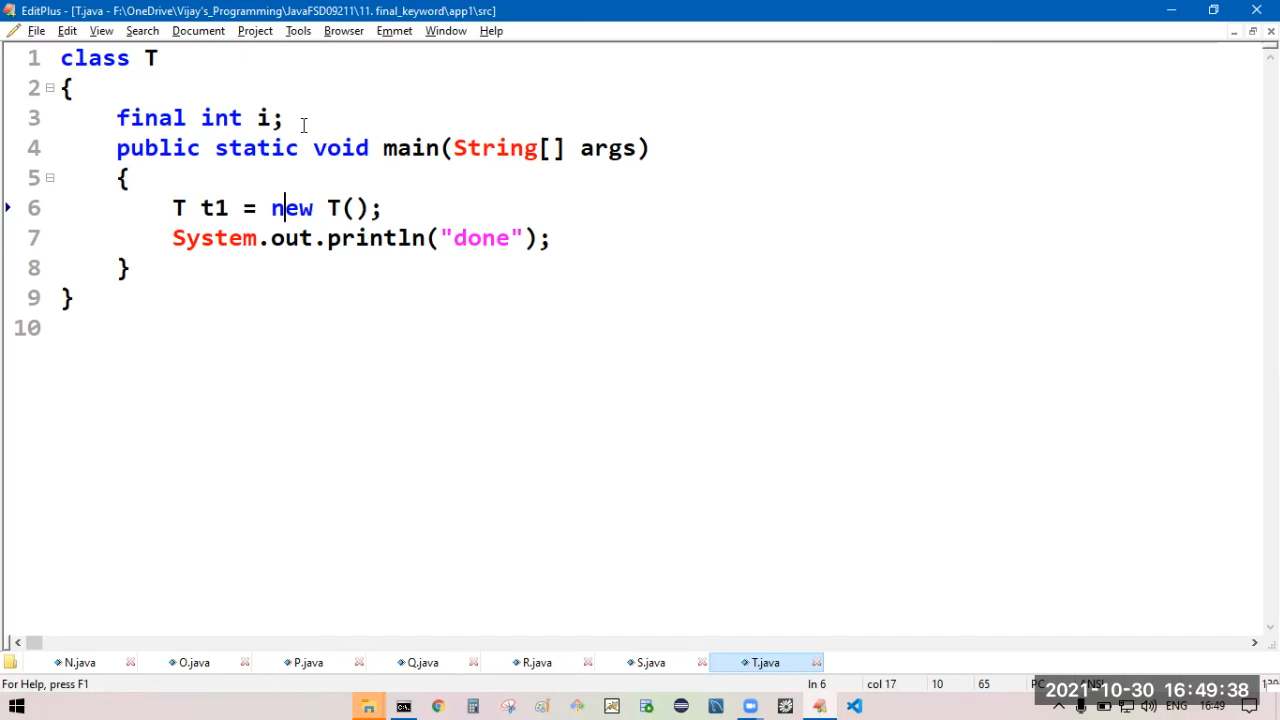 EditPlus - [T.java - F:\OneDrive\Vijay's_Programming\JavaFSD09211\11. final_keyword\app1\src]
File Edit View Search Document Project Tools Browser Emmet Window Help
1 class T
2 {
3 final int i;
4 public static void main(String[] args)
5 {
6 T t1 = new T();
7 System.out.println("done");
8 }
9 }
10
N.java O.java P.java Q.java R.java S.java T.java
For Help, press F1 ln 6 col 17 10 65 PC
2021-10-30 16:49:38
ENG 16:49